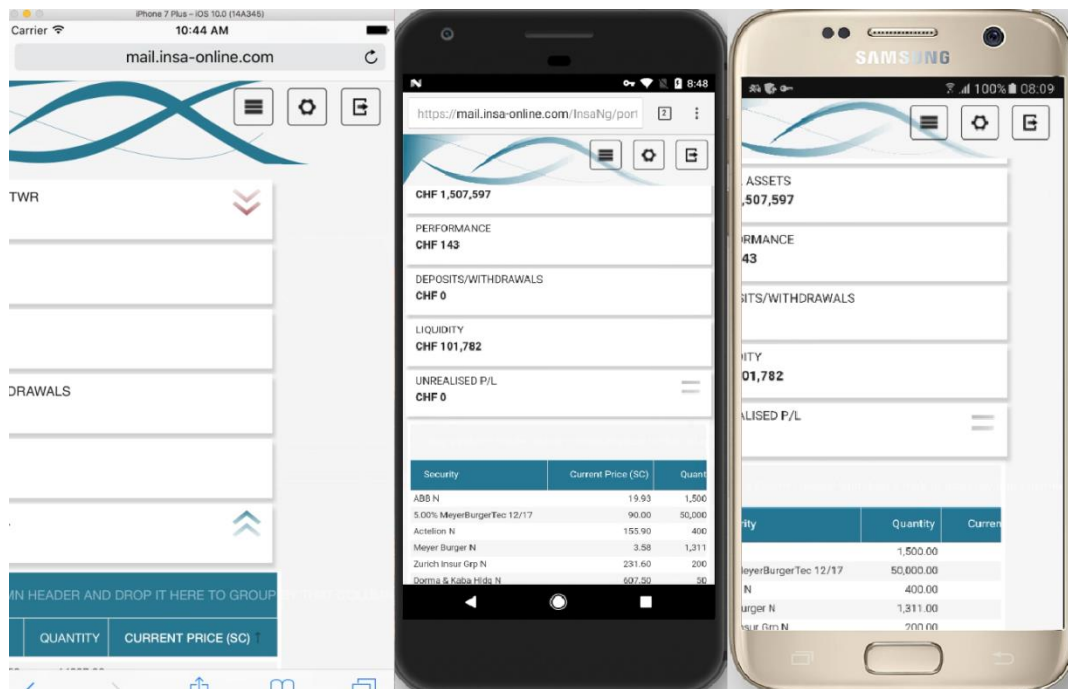 iPhone 7 Plus – iOS 10.0 (14A345)
Carrier
10:44 AM
mail.insa-online.com
TWR
DRAWALS
MN HEADER AND DROP IT HERE TO GROUP
QUANTITY CURRENT PRICE (SC)
N
8:48
https://mail.insa-online.com/InsaNg/port
2
CHF 1,507,597
PERFORMANCE
CHF 143
DEPOSITS/WITHDRAWALS
CHF 0
LIQUIDITY
CHF 101,782
UNREALISED P/L
CHF 0
Security Current Price (SC) Quant
ABB N 19.93 1,500
5.00% MeyerBurgerTec 12/17 90.00 50,000
Actelion N 155.90 400
Meyer Burger N 3.58 1,311
Zurich Insur Grp N 231.60 200
Dorma & Kaba Hldg N 607.50 50
SAMSUNG
100% 08:09
ASSETS
,507,597
RMANCE
43
SITS/WITHDRAWALS
ITY
01,782
LISED P/L
rity Quantity Curren
1,500.00
leyerBurgerTec 12/17 50,000.00
N 400.00
urger N 1,311.00
nsur Grp N 200.00